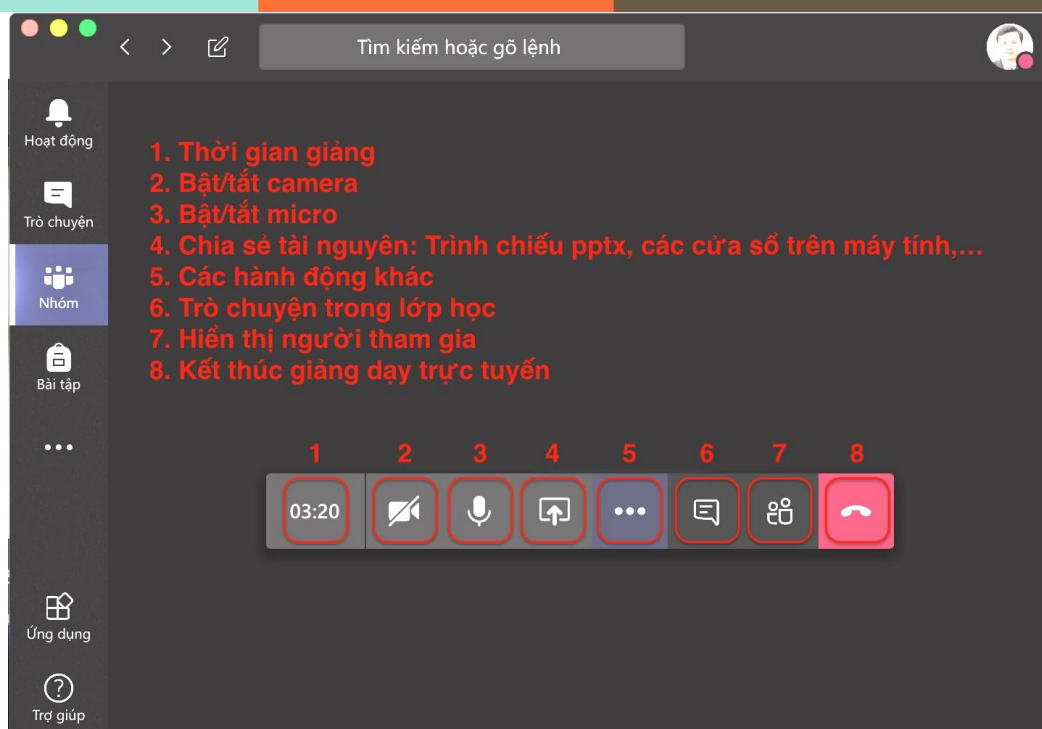 Tìm kiếm hoặc gõ lệnh
Hoạt động
Trò chuyện
Nhóm
Bài tập
Ứng dụng
Trợ giúp
1. Thời gian giảng
2. Bật/tắt camera
3. Bật/tắt micro
4. Chia sẻ tài nguyên: Trình chiếu pptx, các cửa sổ trên máy tính,...
5. Các hành động khác
6. Trò chuyện trong lớp học
7. Hiển thị người tham gia
8. Kết thúc giảng dạy trực tuyến
1 2 3 4 5 6 7 8
03:20